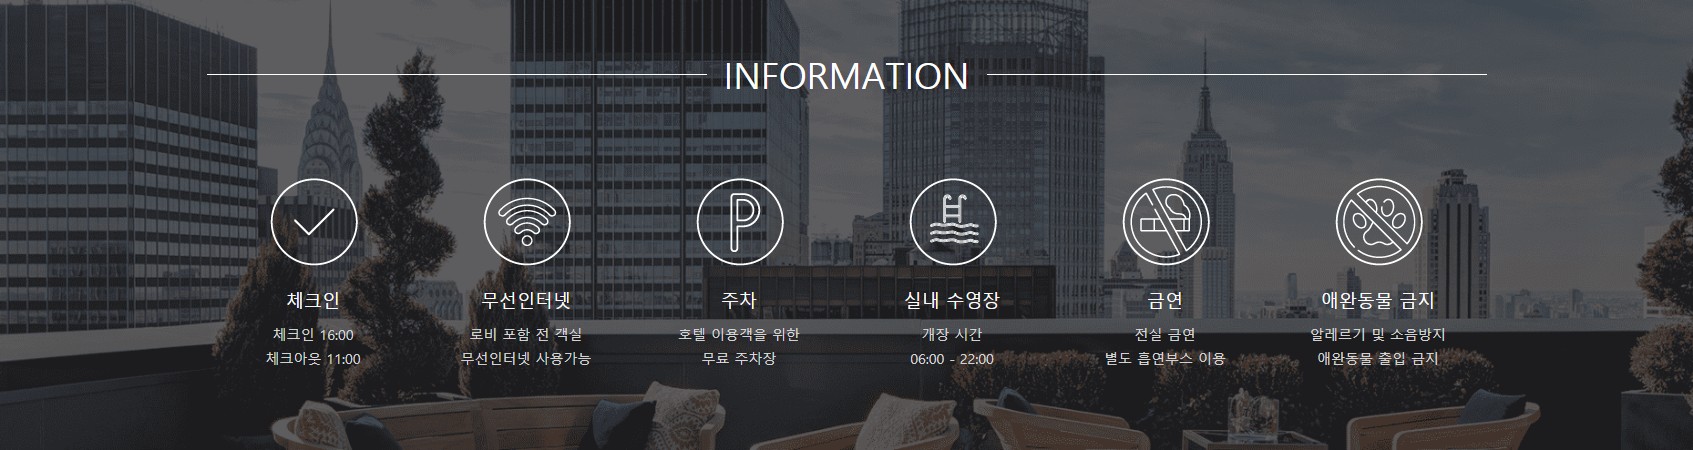 INFORMATION
체크인
체크인 16:00
체크아웃 11:00
무선인터넷
로비 포함 전 객실
무선인터넷 사용가능
주차
호텔 이용객을 위한
무료 주차장
실내 수영장
개장 시간
06:00 - 22:00
금연
전실 금연
별도 흡연부스 이용
애완동물 금지
알레르기 및 소음방지
애완동물 출입 금지